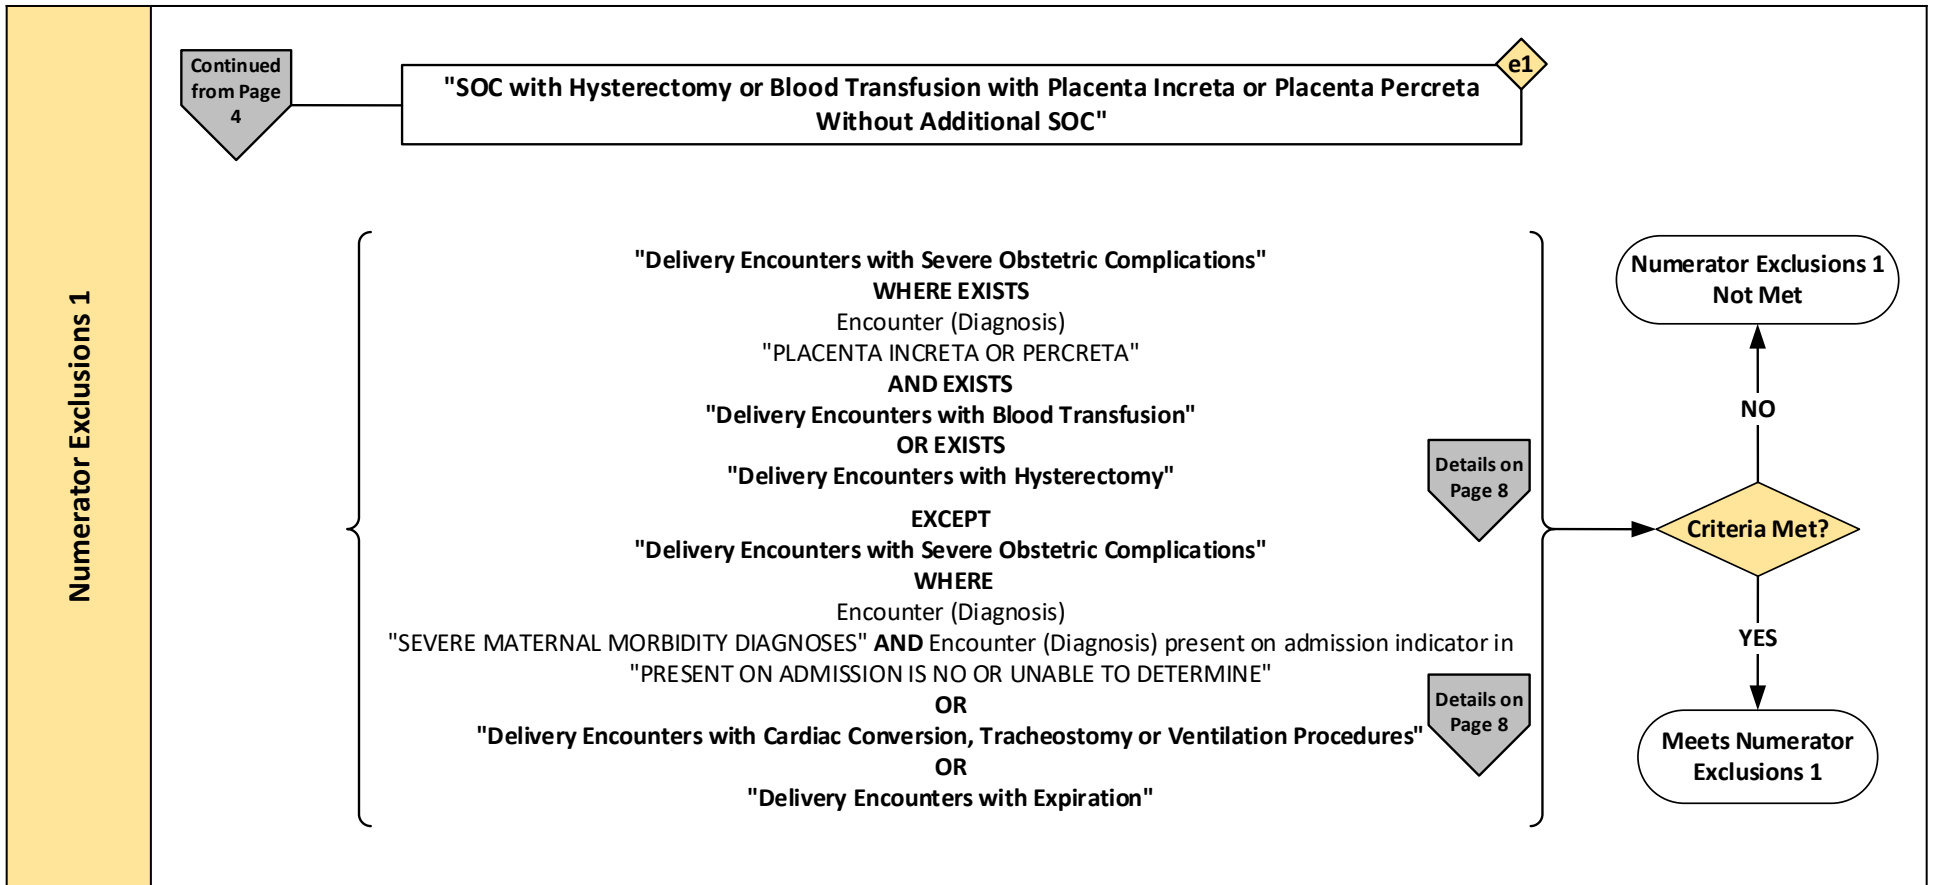 Numerator Exclusions 1
Continued
from Page
4
e1
"SOC with Hysterectomy or Blood Transfusion with Placenta Increta or Placenta Percreta
Without Additional SOC"
"Delivery Encounters with Severe Obstetric Complications"
WHERE EXISTS
Encounter (Diagnosis)
"PLACENTA INCRETA OR PERCRETA"
AND EXISTS
"Delivery Encounters with Blood Transfusion"
OR EXISTS
"Delivery Encounters with Hysterectomy"
Details on
Page 8
EXCEPT
"Delivery Encounters with Severe Obstetric Complications"
WHERE
Encounter (Diagnosis)
"SEVERE MATERNAL MORBIDITY DIAGNOSES" AND Encounter (Diagnosis) present on admission indicator in
"PRESENT ON ADMISSION IS NO OR UNABLE TO DETERMINE"
OR
"Delivery Encounters with Cardiac Conversion, Tracheostomy or Ventilation Procedures"
Details on
Page 8
OR
"Delivery Encounters with Expiration"
Numerator Exclusions 1
Not Met
NO
Criteria Met?
YES
Meets Numerator
Exclusions 1